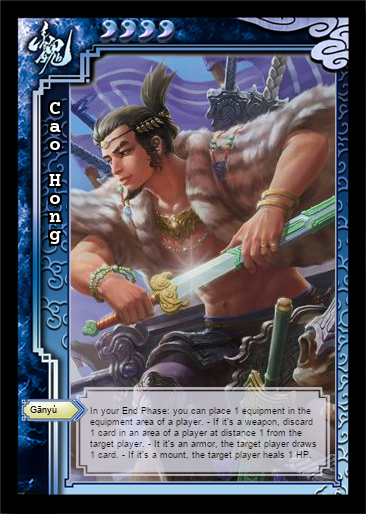 魏
Cao Hong
Gānyù
In your End Phase: you can place 1 equipment in the
equipment area of a player. - If it's a weapon, discard
1 card in an area of a player at distance 1 from the
target player. - It it's an armor, the target player draws
1 card. - If it's a mount, the target player heals 1 HP.